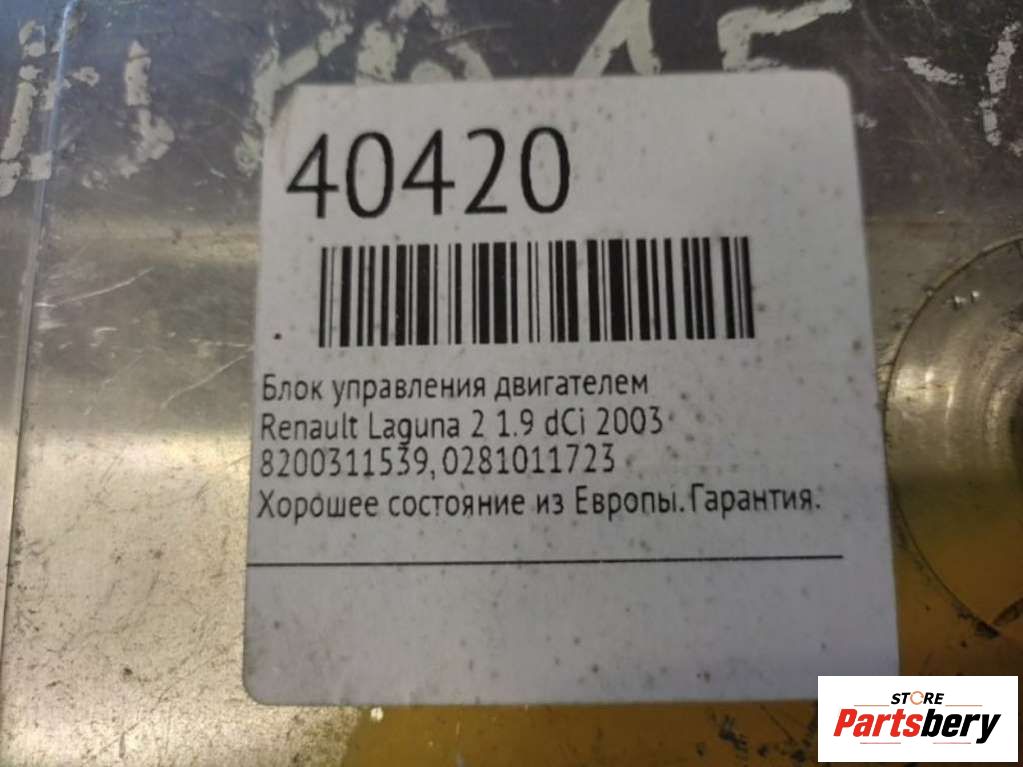 40420
Блок управления двигателем
Renault Laguna 2 1.9 dCi 2003
8200311539,0281011723
Хорошее состояние из Европы.Гарантия.
STORE
Partsbery